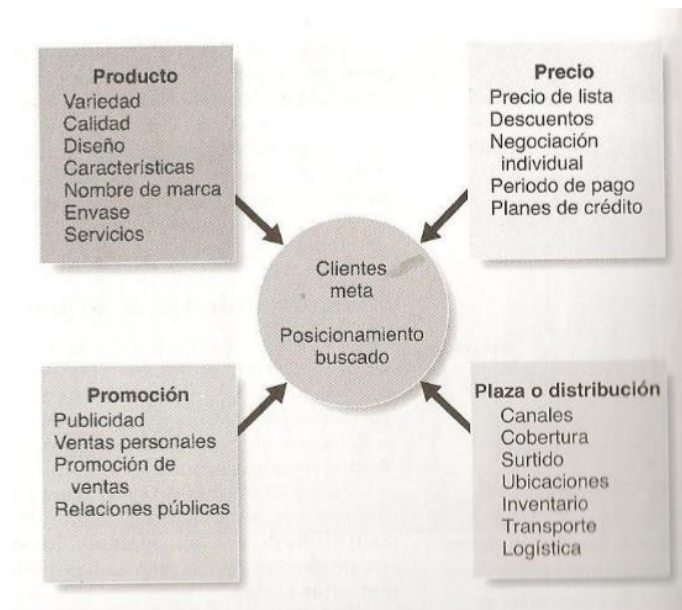 Producto
Variedad
Calidad
Diseño
Características
Nombre de marca
Envase
Servicios
Precio
Precio de lista
Descuentos
Negociación
individual
Periodo de pago
Planes de crédito
Clientes
meta
Posicionamiento
buscado
Promoción
Publicidad
Ventas personales
Promoción de
ventas
Relaciones públicas
Plaza o distribución
Canales
Cobertura
Surtido
Ubicaciones
Inventario
Transporte
Logística